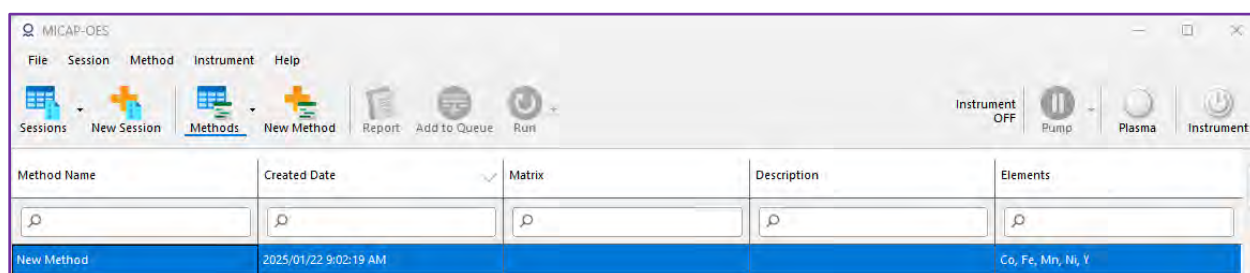 MICAP-OES
File Session Method Instrument Help
Sessions New Session Methods New Method Report Add to Queue Run Instrument OFF Pump Plasma Instrument
Method Name Created Date Matrix Description Elements
New Method 2025/01/22 9:02:19 AM Co, Fe, Mn, Ni, Y